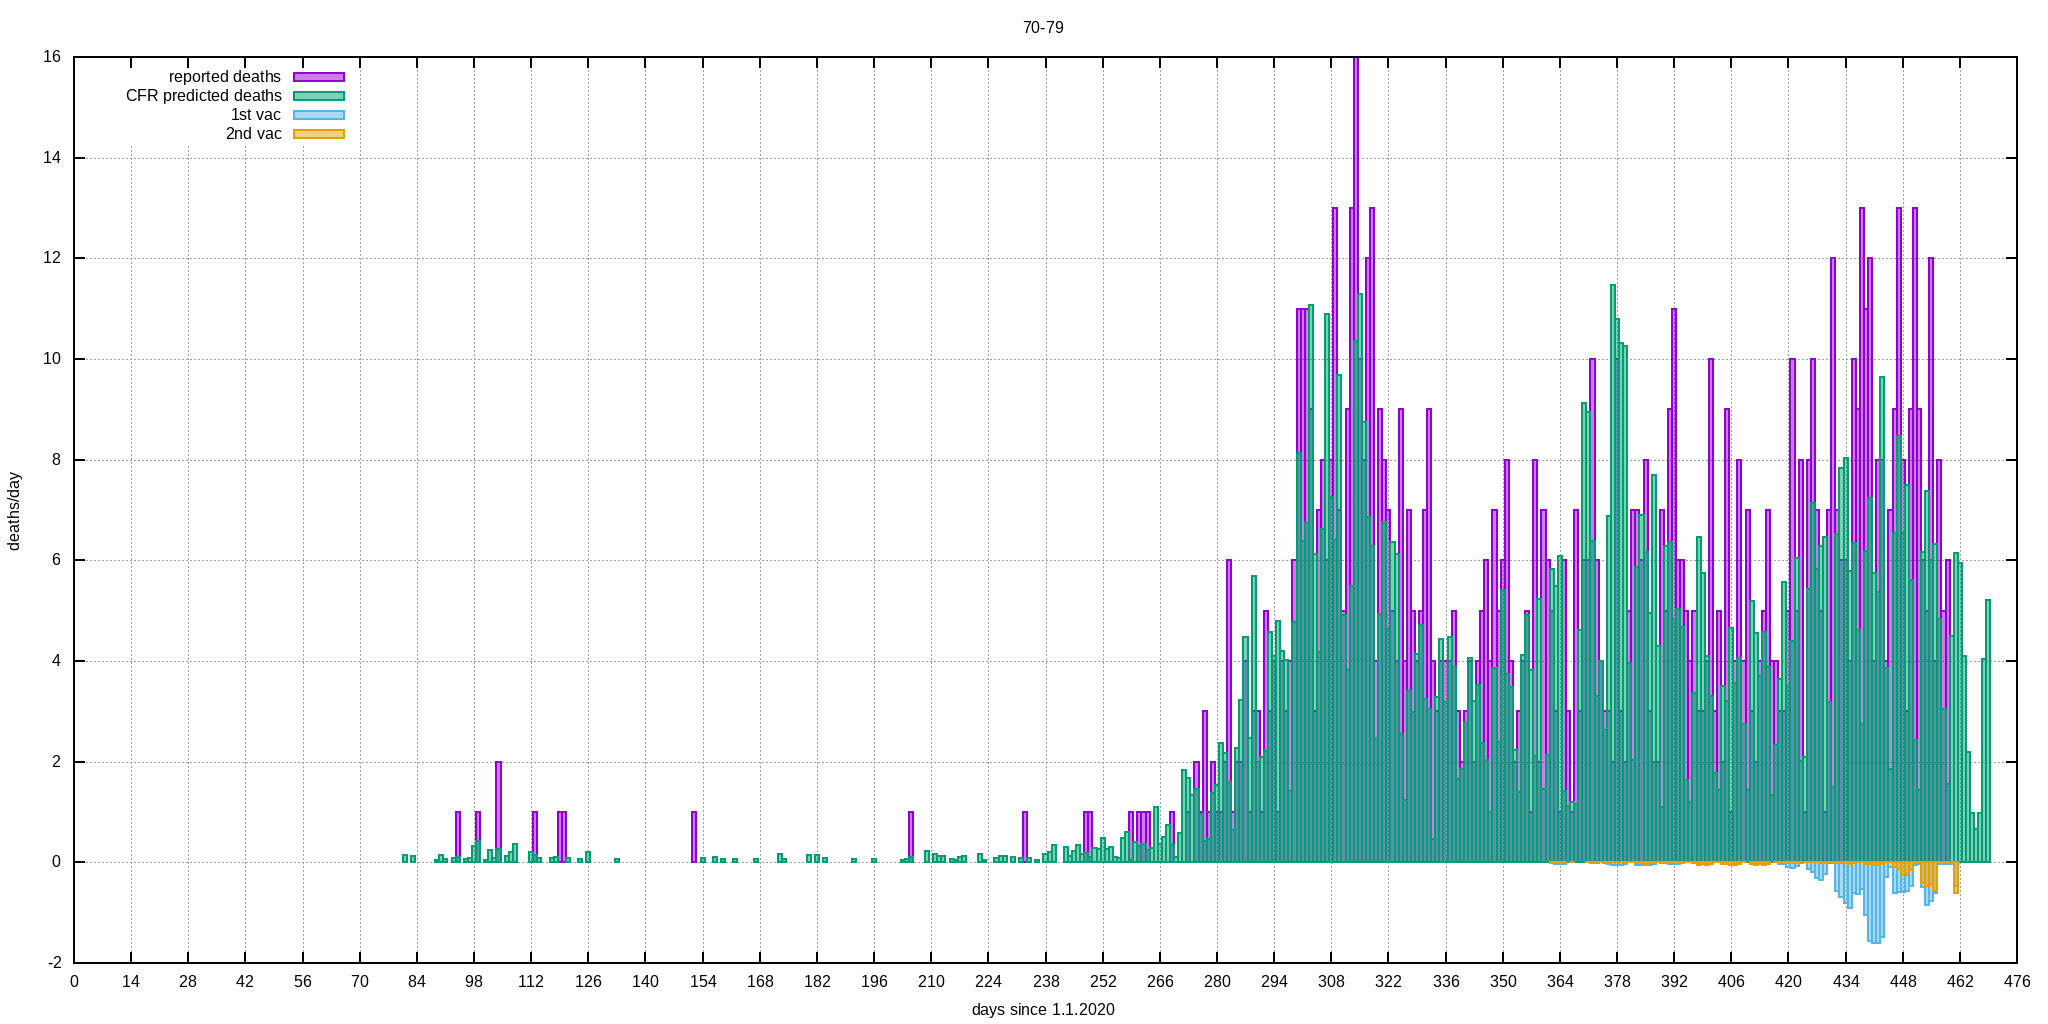 70-79
reported deaths
CFR predicted deaths
1st vac
2nd vac
16
14
12
10
8
6
4
2
0
-2
deaths/day
0 14 28 42 56 70 84 98 112 126 140 154 168 182 196 210 224 238 252 266 280 294 308 322 336 350 364 378 392 406 420 434 448 462 476
days since 1.1.2020